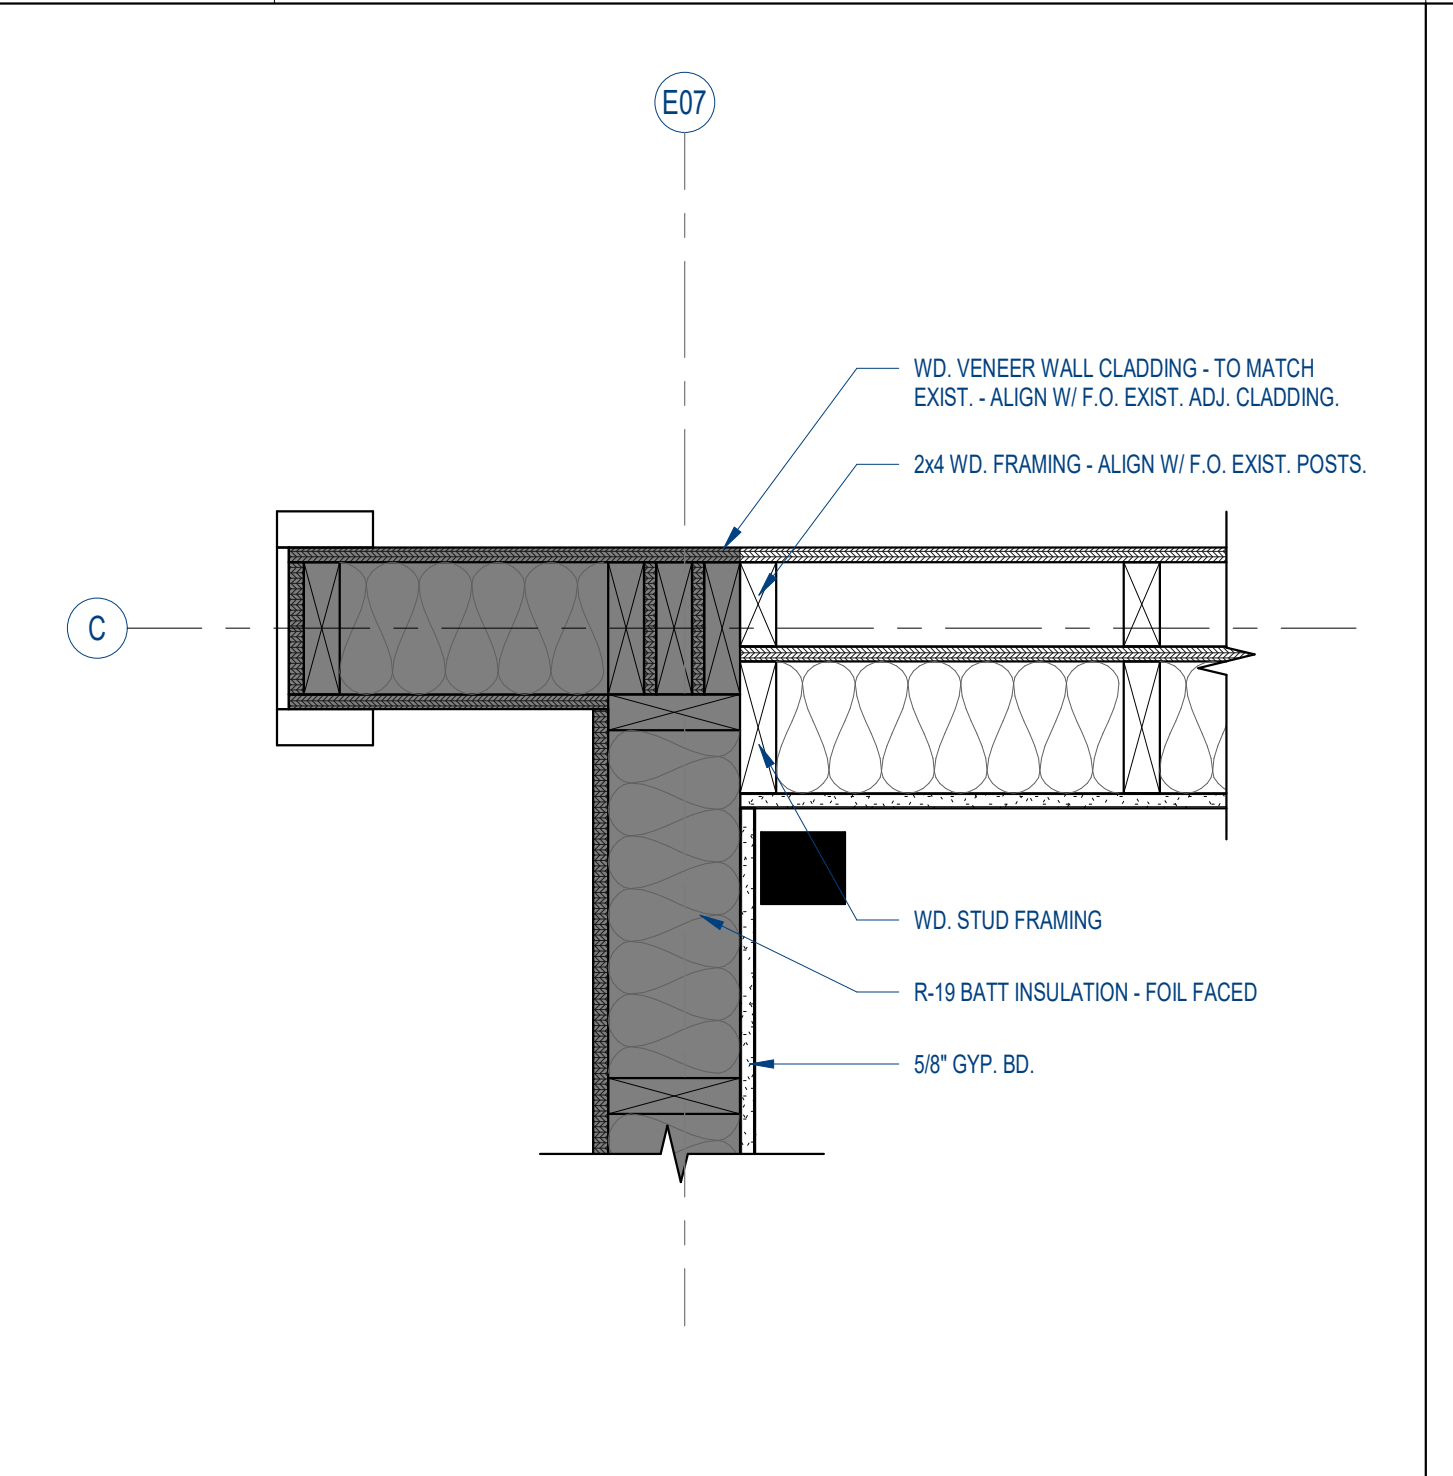 E07
WD. VENEER WALL CLADDING - TO MATCH
EXIST. - ALIGN W/ F.O. EXIST. ADJ. CLADDING.
2x4 WD. FRAMING - ALIGN W/ F.O. EXIST. POSTS.
C
WD. STUD FRAMING
R-19 BATT INSULATION - FOIL FACED
5/8" GYP. BD.